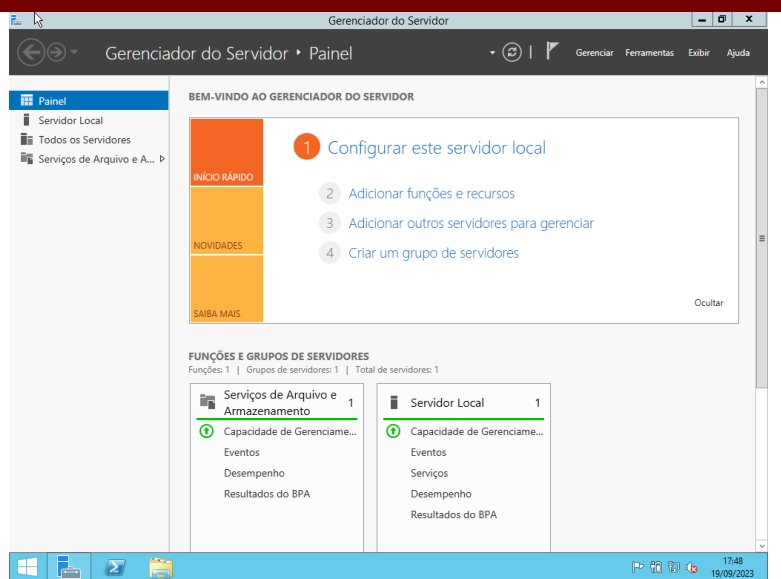 Gerenciador do Servidor
Gerenciador do Servidor ‣ Painel
Gerenciar Ferramentas Exibir Ajuda
Painel
Servidor Local
Todos os Servidores
Serviços de Arquivo e A...
BEM-VINDO AO GERENCIADOR DO SERVIDOR
INÍCIO RÁPIDO
NOVIDADES
SAIBA MAIS
1 Configurar este servidor local
2 Adicionar funções e recursos
3 Adicionar outros servidores para gerenciar
4 Criar um grupo de servidores
Ocultar
FUNÇÕES E GRUPOS DE SERVIDORES
Funções: 1 | Grupos de servidores: 1 | Total de servidores: 1
Serviços de Arquivo e
Armazenamento 1
Capacidade de Gerenciame...
Eventos
Desempenho
Resultados do BPA
Servidor Local 1
Capacidade de Gerenciame...
Eventos
Serviços
Desempenho
Resultados do BPA
17:48
19/09/2023